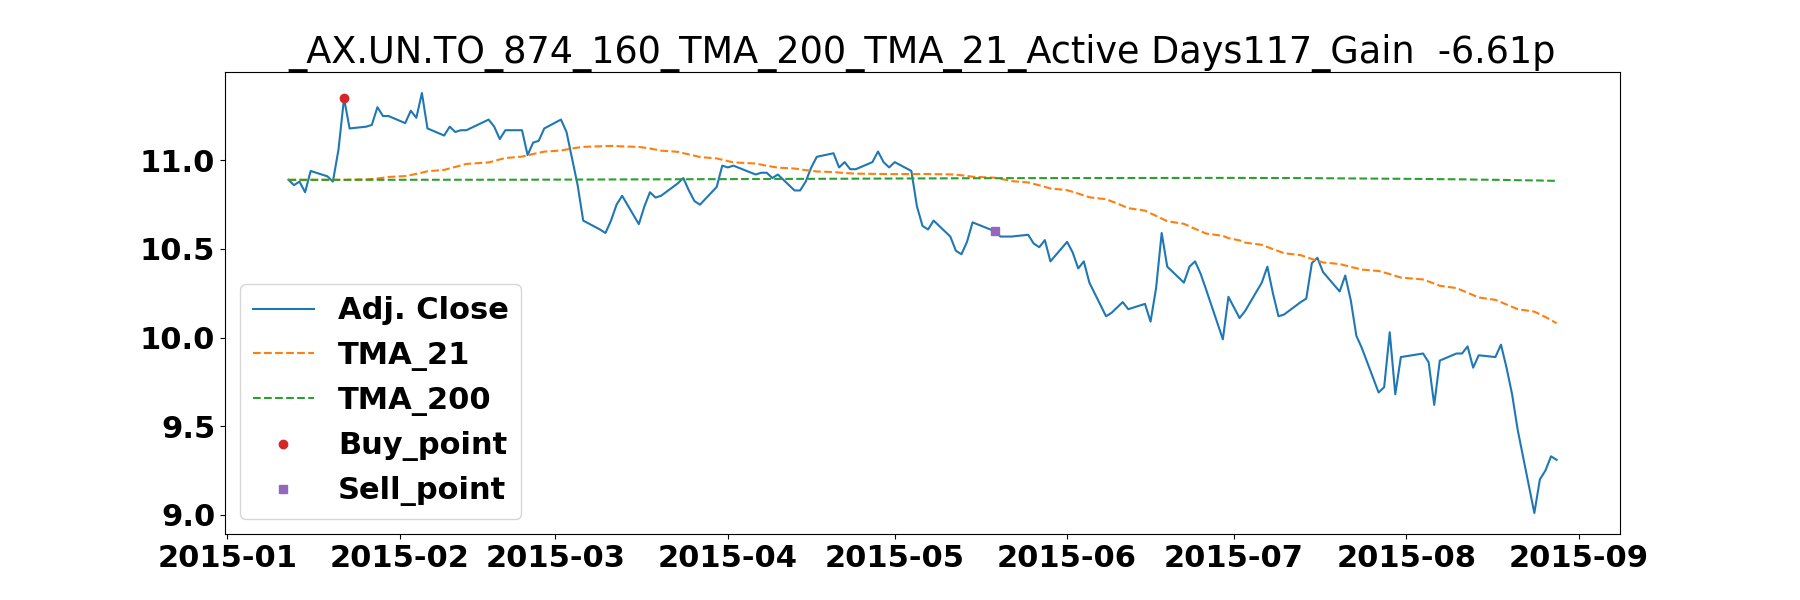 _AX.UN.TO_874_160_TMA_200_TMA_21_Active Days117_Gain  -6.61p
11.0
10.5
10.0
9.5
9.0
Adj. Close
TMA_21
TMA_200
Buy_point
Sell_point
2015-01 2015-02 2015-03 2015-04 2015-05 2015-06 2015-07 2015-08 2015-09